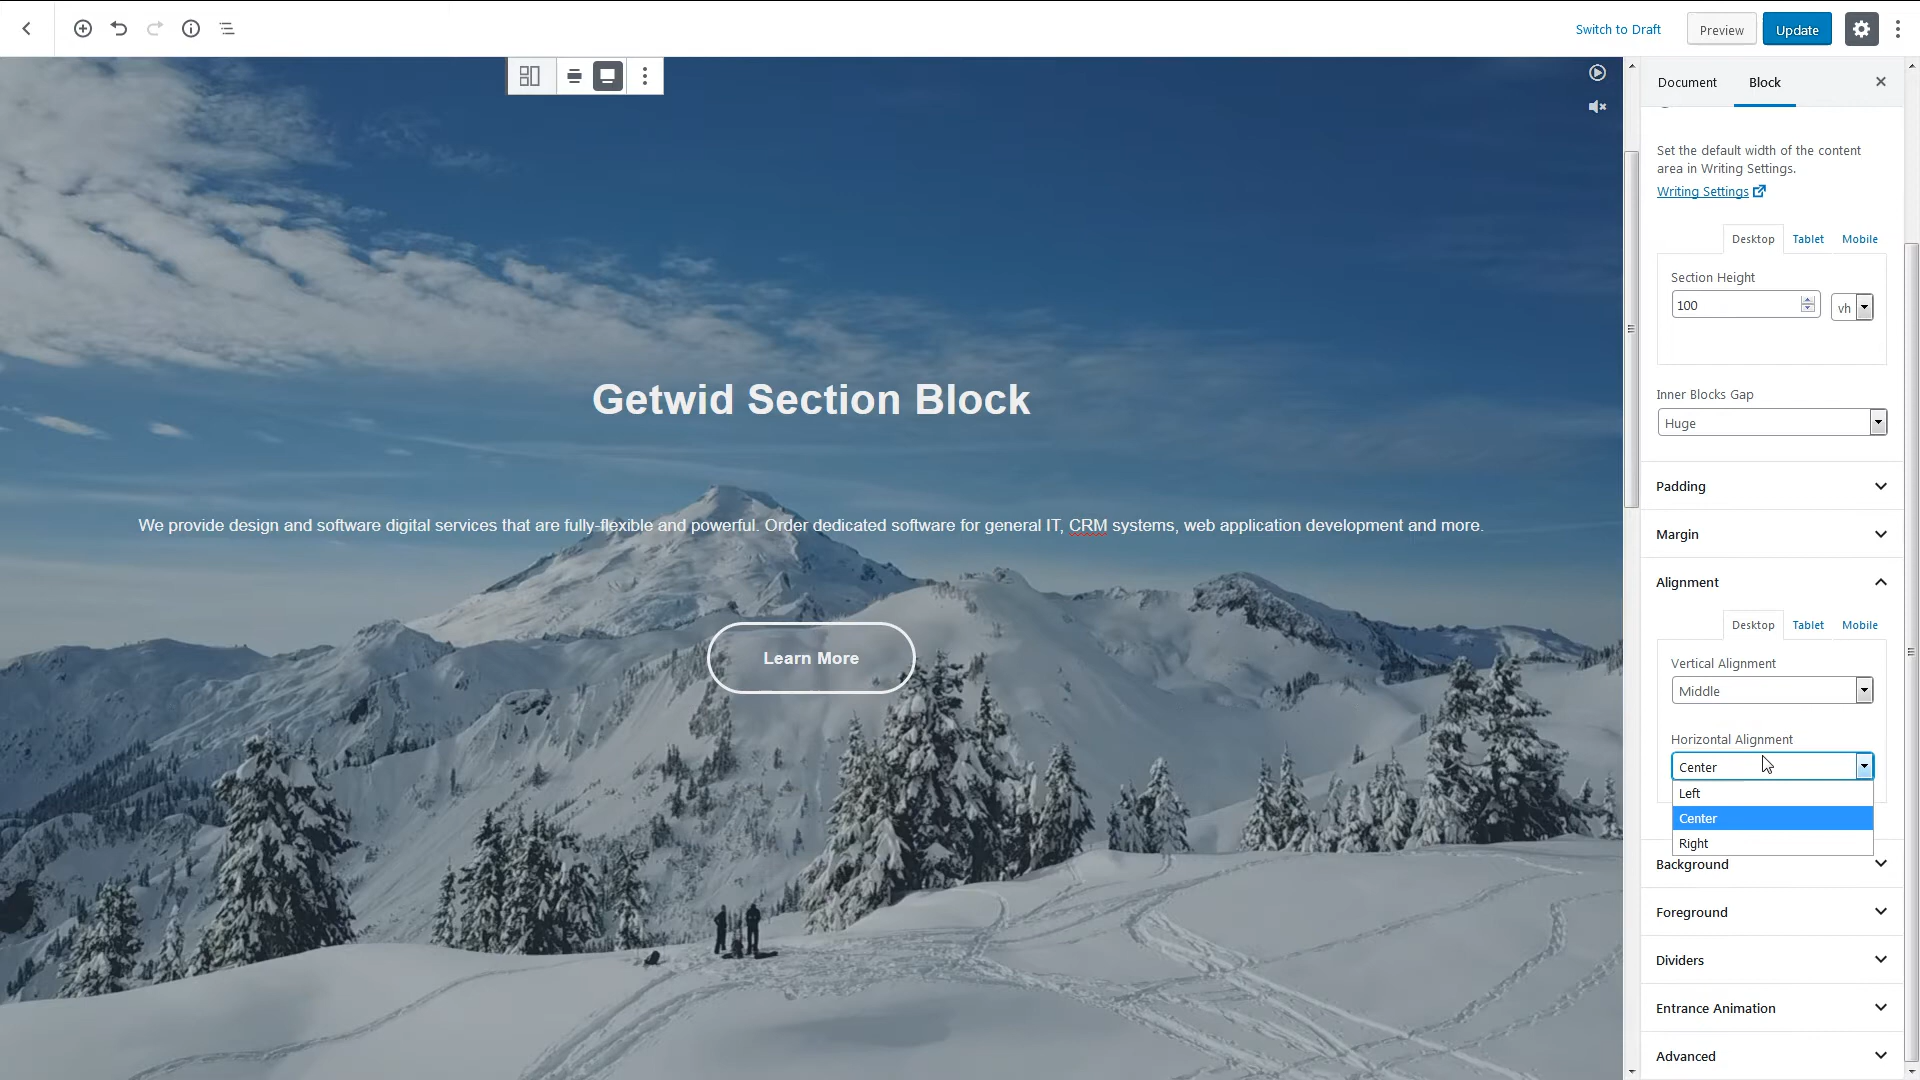 Switch to Draft
Preview
Update
Document
Block
Set the default width of the content
area in Writing Settings.
Writing Settings
Desktop
Tablet
Mobile
Section Height
100
vh
Inner Blocks Gap
Huge
Getwid Section Block
We provide design and software digital services that are fully-flexible and powerful. Order dedicated software for general IT, CRM systems, web application development and more.
Learn More
Padding
Margin
Alignment
Desktop
Tablet
Mobile
Vertical Alignment
Middle
Horizontal Alignment
Center
Left
Center
Right
Background
Foreground
Dividers
Entrance Animation
Advanced